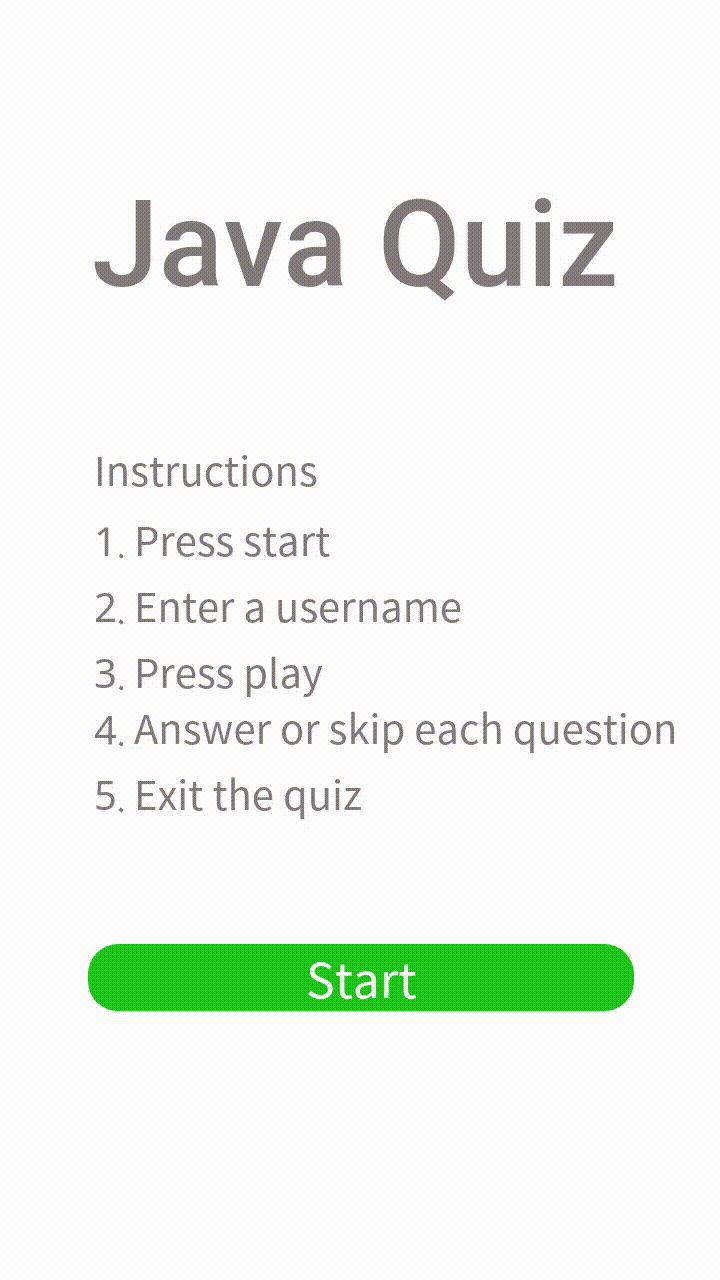 Java Quiz
Instructions
1. Press start
2. Enter a username
3. Press play
4. Answer or skip each question
5. Exit the quiz
Start